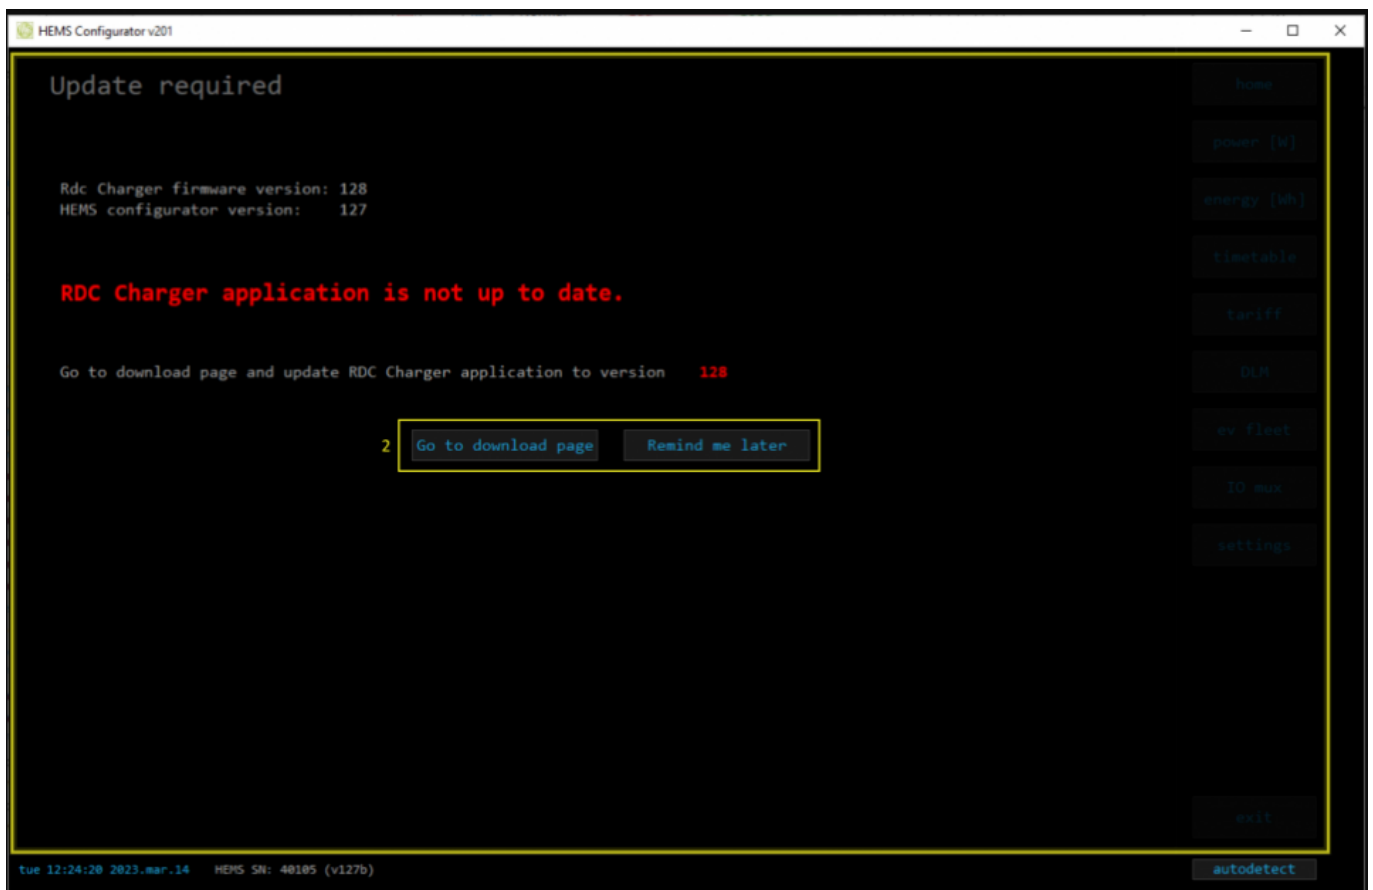 HEMS Configurator v201
Update required
home
power [W]
Rdc Charger firmware version: 128
HEMS configurator version: 127
energy [Wh]
timetable
RDC Charger application is not up to date.
tariff
Go to download page and update RDC Charger application to version 128
DLM
ev fleet
2 Go to download page Remind me later
IO mux
settings
exit
tue 12:24:20 2023.mar.14 HEMS SN: 40105 (v127b) autodetect